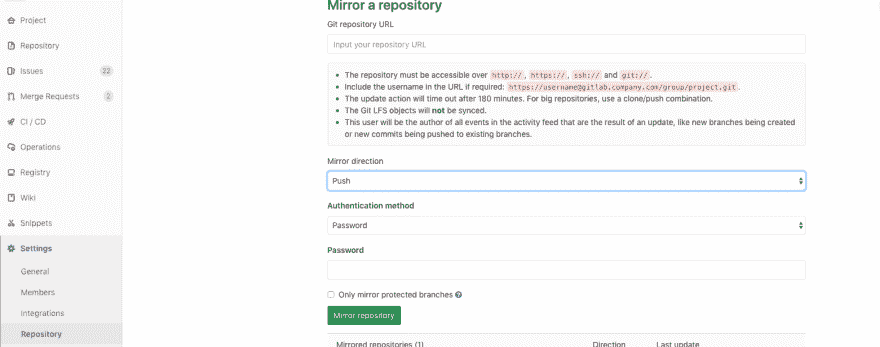 Mirror a repository
Project
Git repository URL
Repository
Input your repository URL
Issues 22
The repository must be accessible over http://, https://, ssh:// and git://.
Include the username in the URL if required: https://username@gitlab.company.com/group/project.git.
Merge Requests 2
The update action will time out after 180 minutes. For big repositories, use a clone/push combination.
The Git LFS objects will not be synced.
CI / CD
This user will be the author of all events in the activity feed that are the result of an update, like new branches being created
or new commits being pushed to existing branches.
Operations
Mirror direction
Registry
Push
Wiki
Authentication method
Snippets
Password
Settings
Password
General
Members
Only mirror protected branches
Integrations
Mirror repository
Repository
Mirrored repositories (1) Direction Last update